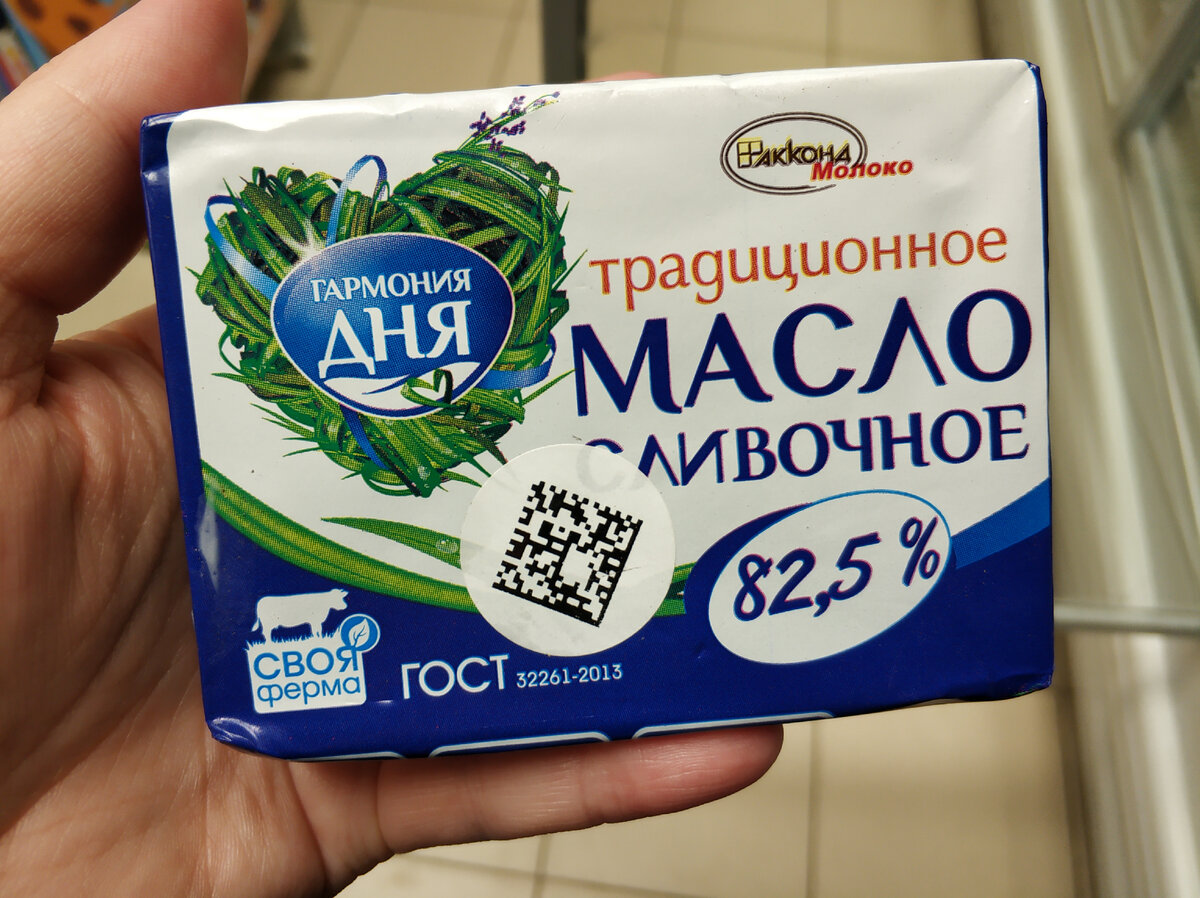 Аккона
Молоко
традиционное
МАСЛО
СЛИВОЧНОЕ
82,5 %
ГАРМОНИЯ
ДНЯ
СВОЯ
ферма
ГОСТ 32261-2013